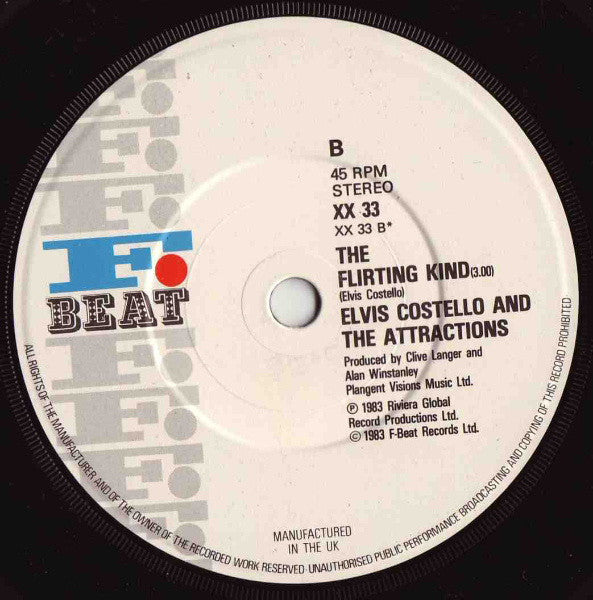 B
45 RPM
STEREO
XX 33
XX 33 B*
THE
FLIRTING KIND (3.00)
(Elvis Costello)
ELVIS COSTELLO AND
THE ATTRACTIONS
Produced by Clive Langer and
Alan Winstanley
Plangent Visions Music Ltd.
℗ 1983 Riviera Global
Record Productions Ltd.
© 1983 F-Beat Records Ltd.
F.
BEAT
MANUFACTURED
IN THE UK
ALL RIGHTS OF THE MANUFACTURER AND OF THE OWNER OF THE RECORDED WORK RESERVED · UNAUTHORISED PUBLIC PERFORMANCE BROADCASTING AND COPYING OF THIS RECORD PROHIBITED